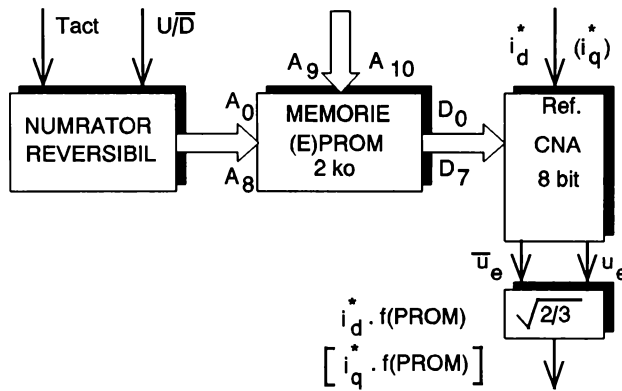 Tact U/D̅
i*d (i*q)
A9 A10
NUMRATOR
REVERSIBIL
A0
A8
MEMORIE
(E)PROM
2 ko
D0
D7
Ref.
CNA
8 bit
u̅e ue
√2/3
i*d . f(PROM)
[ i*q . f(PROM) ]